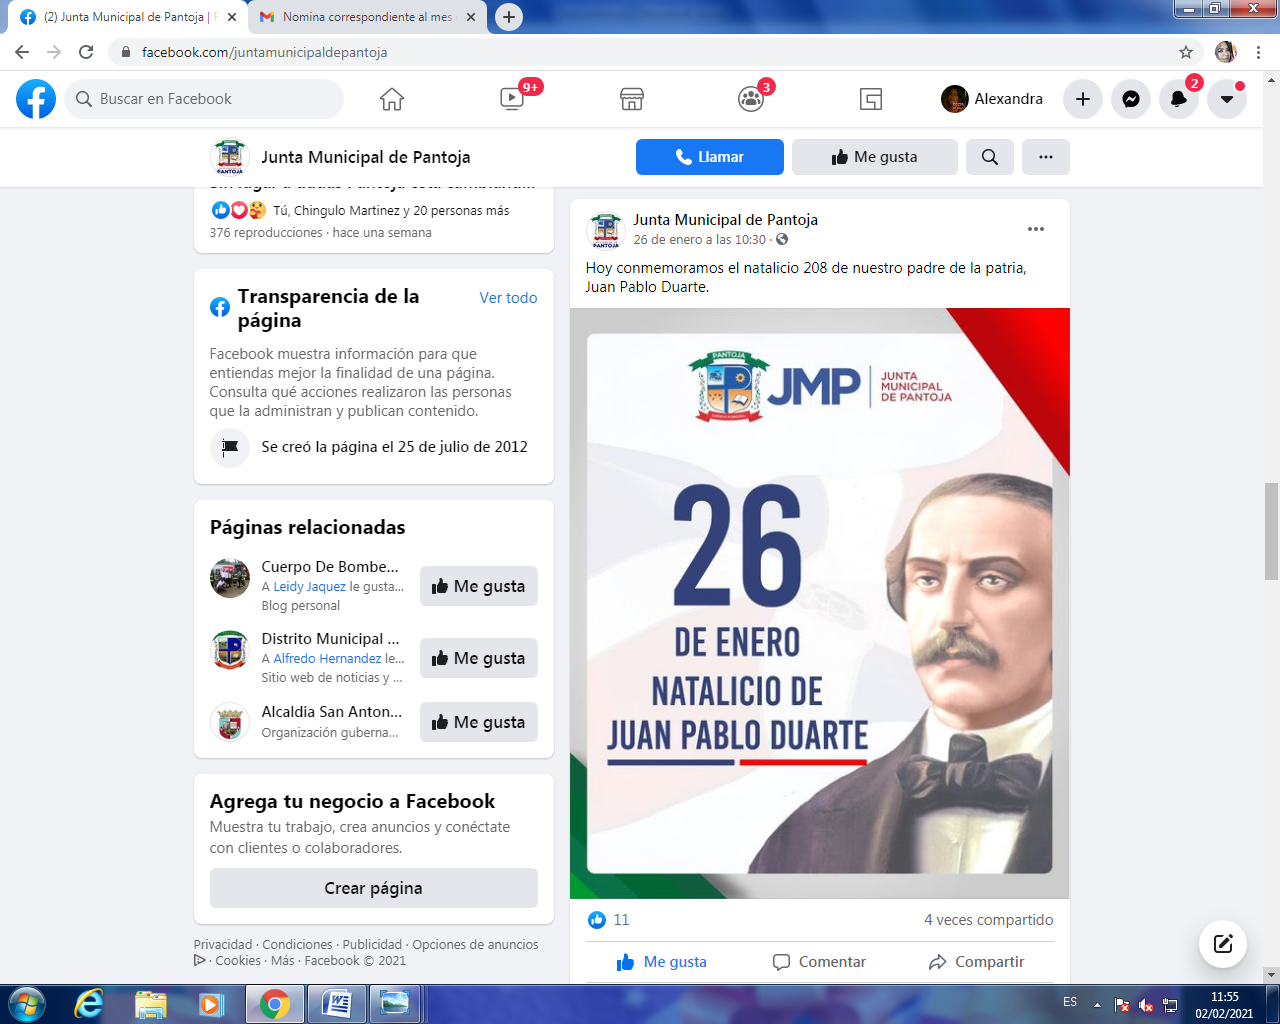 (2) Junta Municipal de Pantoja | F
Nomina correspondiente al mes
facebook.com/juntamunicipaldepantoja
Buscar en Facebook
9+
3
Alexandra
2
Junta Municipal de Pantoja
Llamar
Me gusta
Tú, Chingulo Martinez y 20 personas más
376 reproducciones · hace una semana
Transparencia de la
página
Ver todo
Facebook muestra información para que
entiendas mejor la finalidad de una página.
Consulta qué acciones realizaron las personas
que la administran y publican contenido.
Se creó la página el 25 de julio de 2012
Páginas relacionadas
Cuerpo De Bombe...
A Leidy Jaquez le gusta...
Blog personal
Me gusta
Distrito Municipal ...
A Alfredo Hernandez le...
Sitio web de noticias y ...
Me gusta
Alcaldia San Anton...
Organización guberna...
Me gusta
Agrega tu negocio a Facebook
Muestra tu trabajo, crea anuncios y conéctate
con clientes o colaboradores.
Crear página
Privacidad · Condiciones · Publicidad · Opciones de anuncios
· Cookies · Más · Facebook © 2021
Junta Municipal de Pantoja
26 de enero a las 10:30 ·
Hoy conmemoramos el natalicio 208 de nuestro padre de la patria,
Juan Pablo Duarte.
PANTOJA
JMP
JUNTA
MUNICIPAL
DE PANTOJA
26
DE ENERO
NATALICIO DE
JUAN PABLO DUARTE
11
4 veces compartido
Me gusta
Comentar
Compartir
ES
11:55
02/02/2021